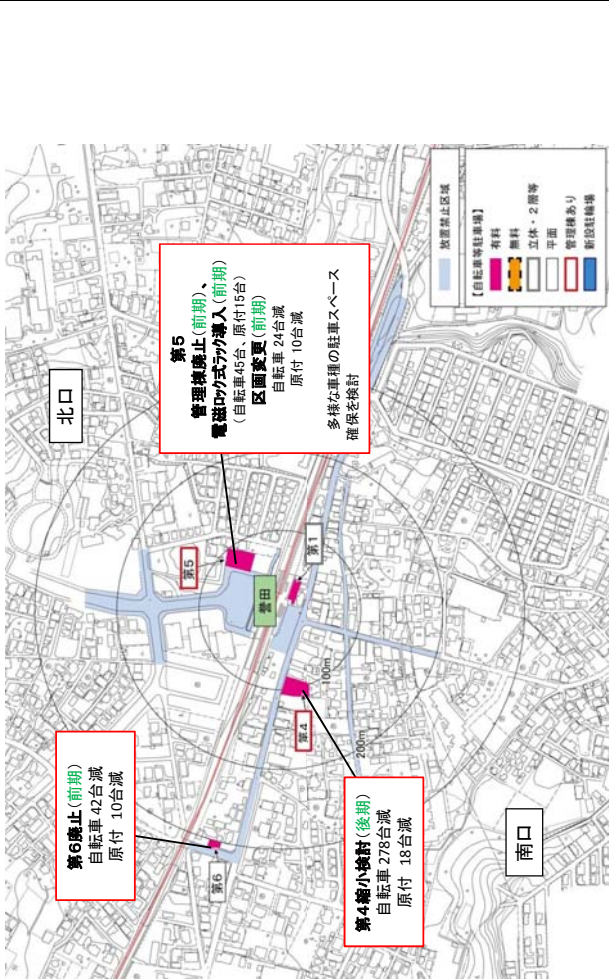 北口
第5
管理棟廃止(前期)、
電磁ロック式ラック導入(前期)
(自転車45台、原付15台)
区画変更(前期)
自転車 24台減
原付 10台減
多様な車種の駐車スペース
確保を検討
第6廃止(前期)
自転車 42台減
原付 10台減
第6
第5
誉田
第1
第4
100m
200m
第4縮小検討(後期)
自転車 278台減
原付 18台減
南口
放置禁止区域
【自転車等駐車場】
有料
無料
立体・2層等
平面
管理棟あり
新設駐輪場